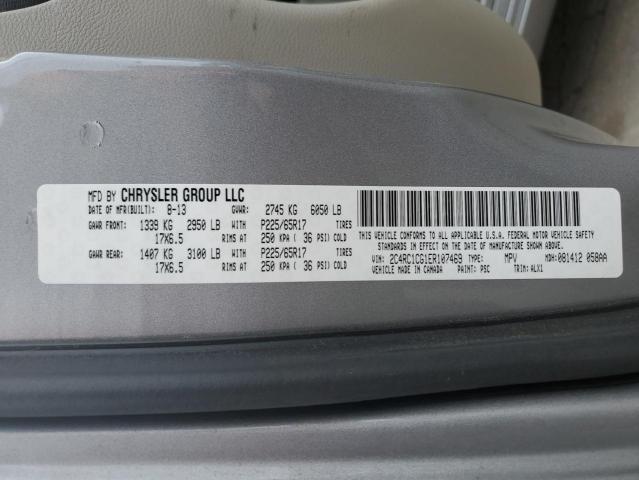 MFD BY CHRYSLER GROUP LLC
DATE OF MFR(BUILT): 8-13 GVWR: 2745 KG 6050 LB
GAWR FRONT: 1339 KG 2950 LB WITH P225/65R17 TIRES
17X6.5 RIMS AT 250 KPA ( 36 PSI) COLD
GAWR REAR: 1407 KG 3100 LB WITH P225/65R17 TIRES
17X6.5 RIMS AT 250 KPA ( 36 PSI) COLD
THIS VEHICLE CONFORMS TO ALL APPLICABLE U.S.A. FEDERAL MOTOR VEHICLE SAFETY
STANDARDS IN EFFECT ON THE DATE OF MANUFACTURE SHOWN ABOVE.
VIN: 2C4RC1CG1ER107469 TYPE: MPV MDH: 081412 058AA
MADE IN CANADA PAINT: PSC TRIM: ALX1